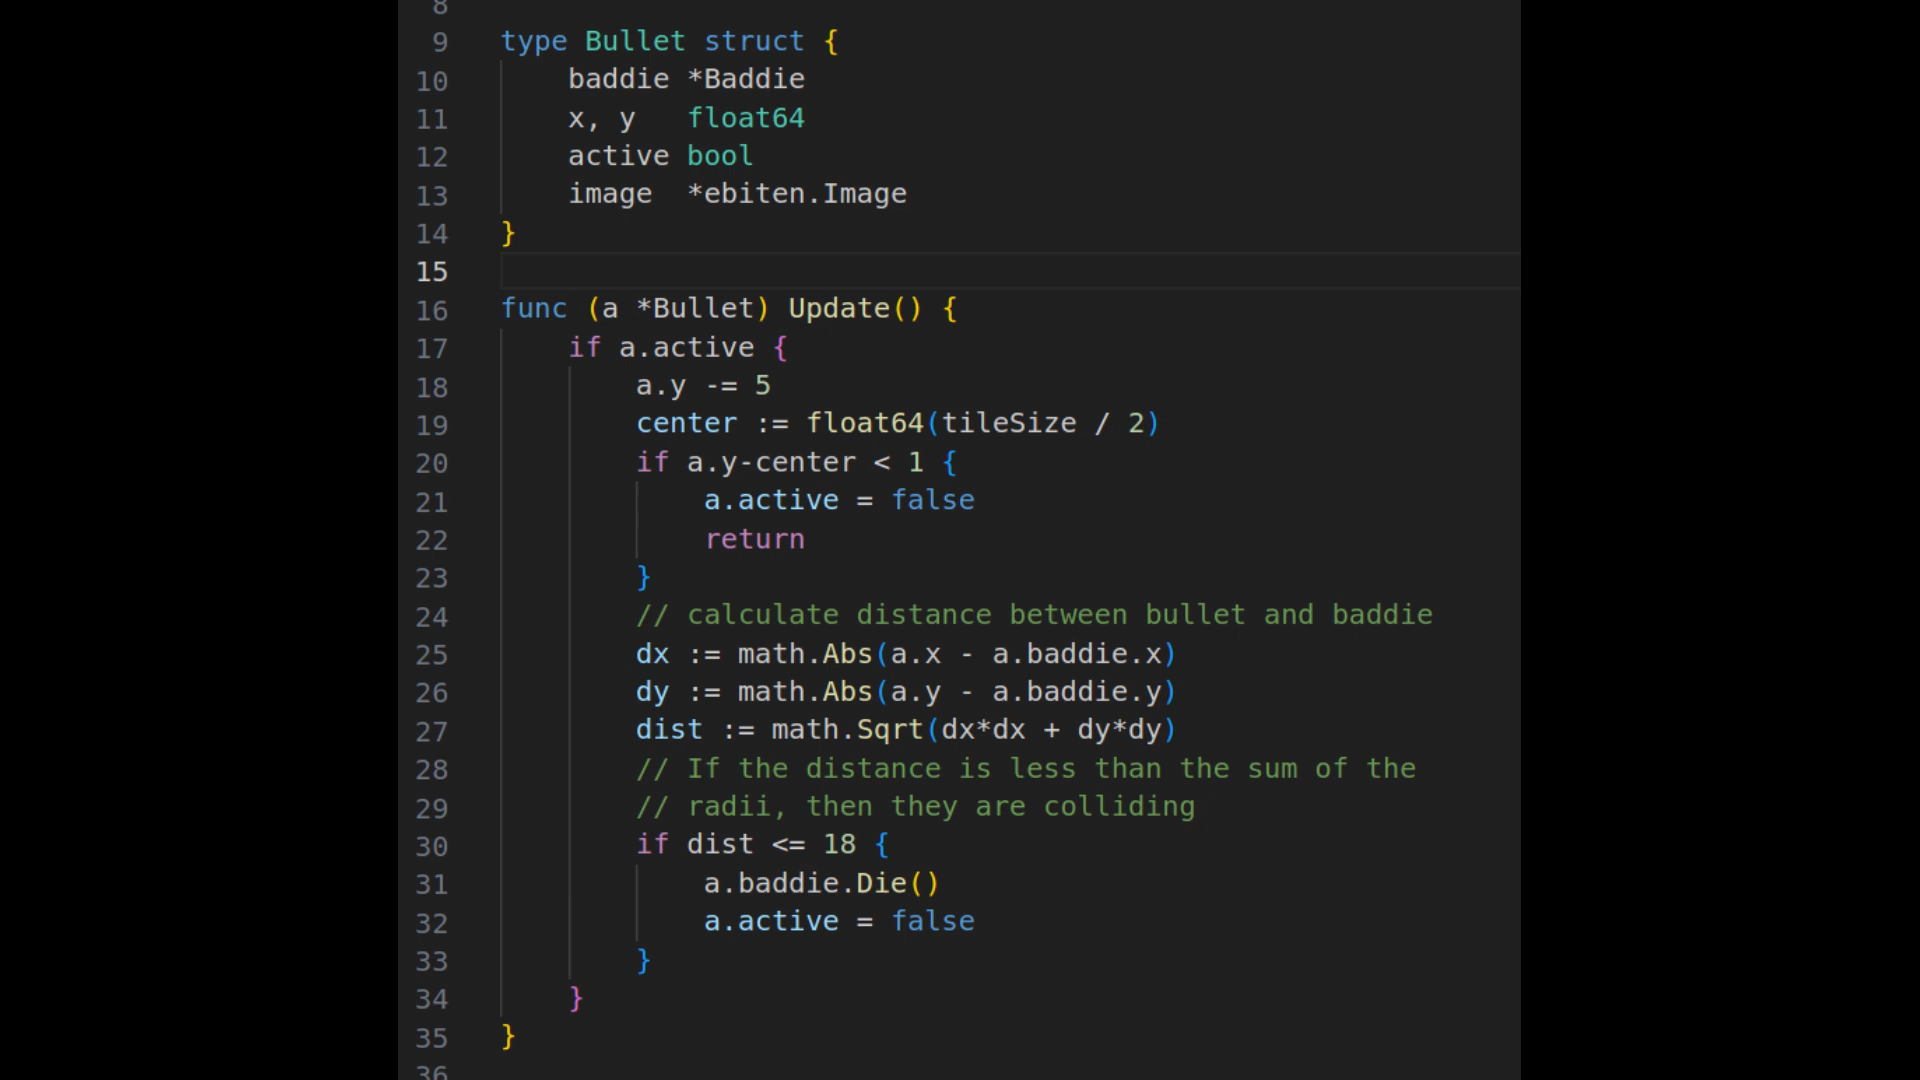 8
9 type Bullet struct {
10     baddie *Baddie
11     x, y   float64
12     active bool
13     image  *ebiten.Image
14 }
15
16 func (a *Bullet) Update() {
17     if a.active {
18         a.y -= 5
19         center := float64(tileSize / 2)
20         if a.y-center < 1 {
21             a.active = false
22             return
23         }
24         // calculate distance between bullet and baddie
25         dx := math.Abs(a.x - a.baddie.x)
26         dy := math.Abs(a.y - a.baddie.y)
27         dist := math.Sqrt(dx*dx + dy*dy)
28         // If the distance is less than the sum of the
29         // radii, then they are colliding
30         if dist <= 18 {
31             a.baddie.Die()
32             a.active = false
33         }
34     }
35 }
36